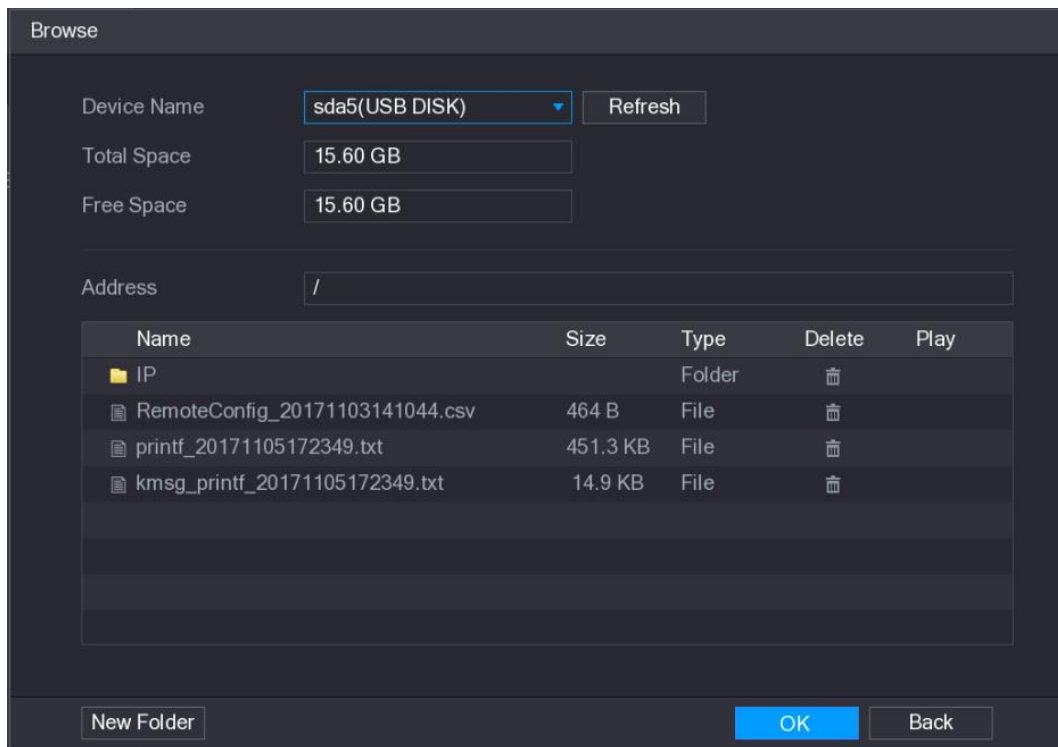 Browse
Device Name sda5(USB DISK) Refresh
Total Space 15.60 GB
Free Space 15.60 GB
Address /
Name Size Type Delete Play
IP Folder
RemoteConfig_20171103141044.csv 464 B File
printf_20171105172349.txt 451.3 KB File
kmsg_printf_20171105172349.txt 14.9 KB File
New Folder OK Back